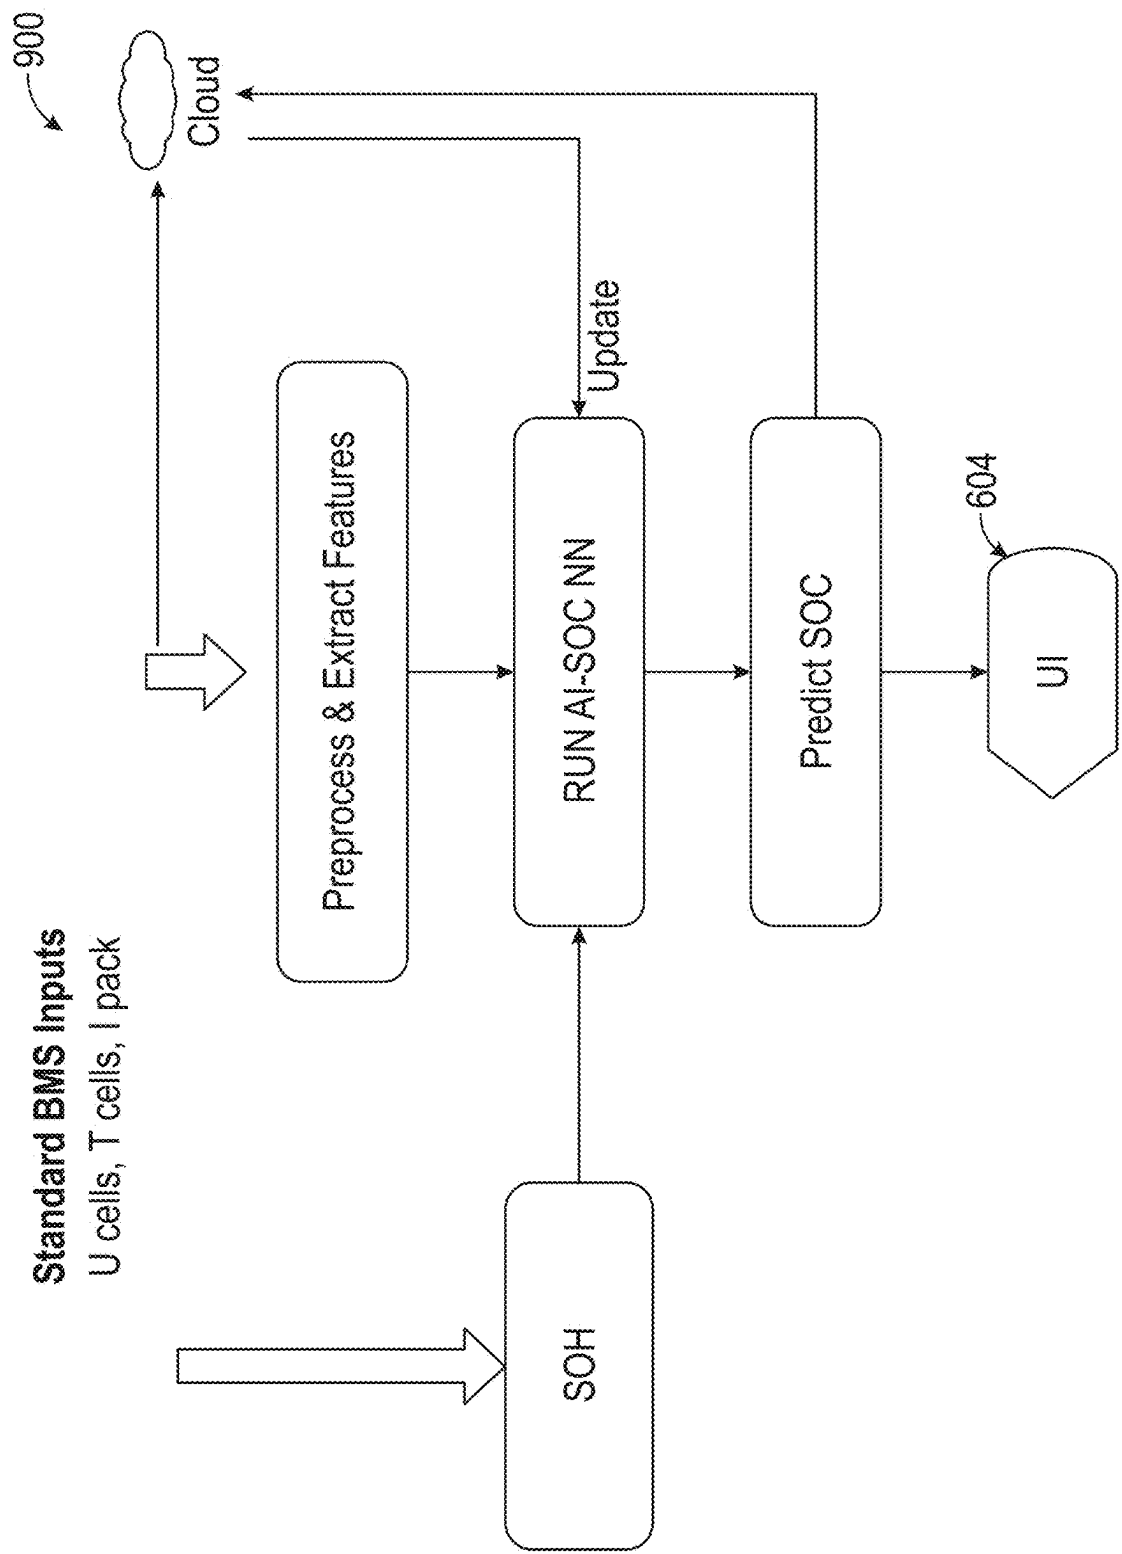 900
Cloud
Standard BMS Inputs
U cells, T cells, I pack
Preprocess & Extract Features
Update
RUN AI-SOC NN
SOH
Predict SOC
604
UI